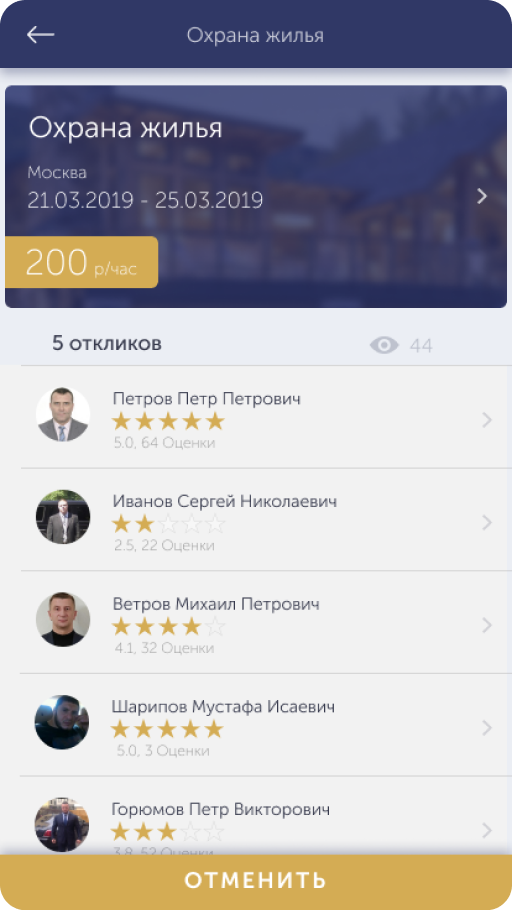 Охрана жилья
Охрана жилья
Москва
21.03.2019 - 25.03.2019
200 р/час
5 откликов 44
Петров Петр Петрович
5.0, 64 Оценки
Иванов Сергей Николаевич
2.5, 22 Оценки
Ветров Михаил Петрович
4.1, 32 Оценки
Шарипов Мустафа Исаевич
5.0, 3 Оценки
Горюмов Петр Викторович
3.8, 52 Оценки
ОТМЕНИТЬ